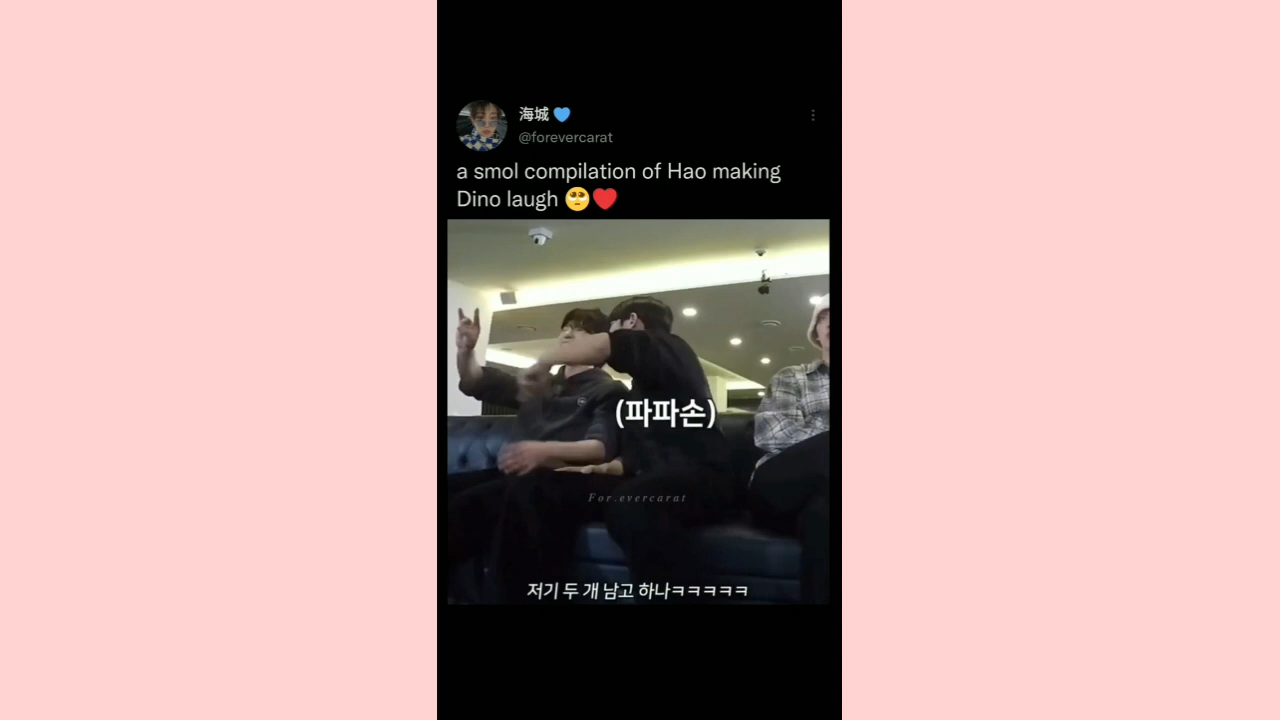 海城 💙
@forevercarat
a smol compilation of Hao making
Dino laugh 🥺❤️
(파파손)
For.evercarat
저기 두 개 남고 하나ㅋㅋㅋㅋㅋ